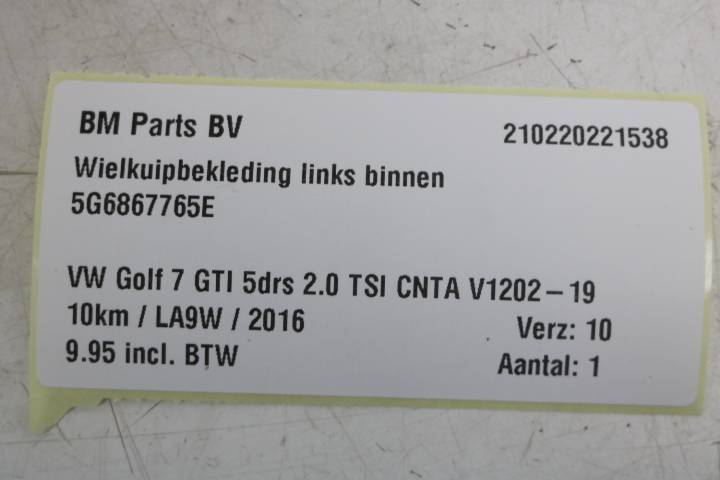 BM Parts BV 210220221538
Wielkuipbekleding links binnen
5G6867765E
VW Golf 7 GTI 5drs 2.0 TSI CNTA V1202-19
10km / LA9W / 2016 Verz: 10
9.95 incl. BTW Aantal: 1